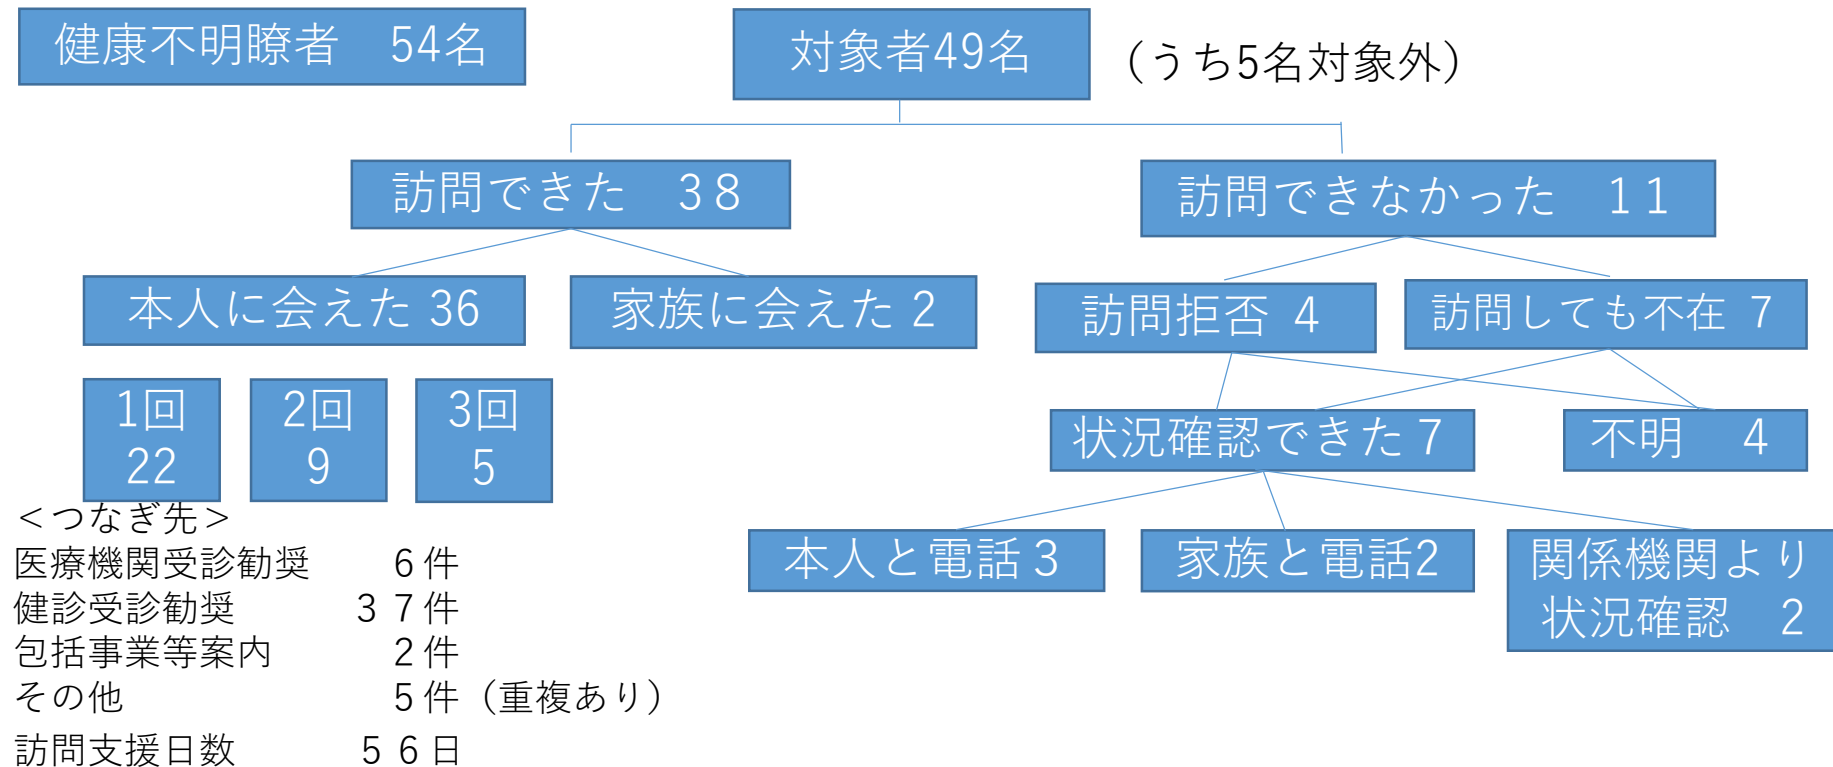 健康不明瞭者　54名
対象者49名
（うち5名対象外）
訪問できた　３８
訪問できなかった　１１
本人に会えた 36
家族に会えた 2
訪問拒否 4
訪問しても不在 7
1回
22
2回
9
3回
5
状況確認できた 7
不明　4
本人と電話 3
家族と電話2
関係機関より
状況確認　2
＜つなぎ先＞
医療機関受診勧奨　　６件
健診受診勧奨　　　３７件
包括事業等案内　　　２件
その他　　　　　　　５件（重複あり）
訪問支援日数　　　５６日